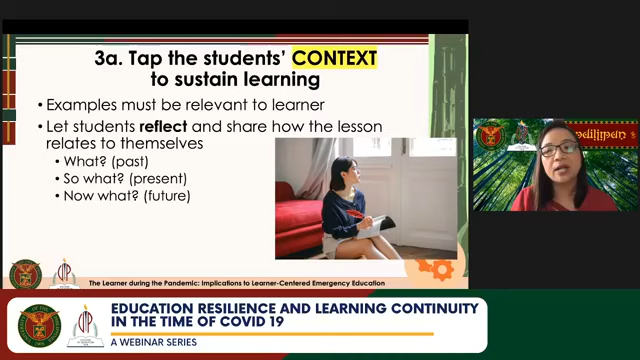 3a. Tap the students' CONTEXT
to sustain learning
• Examples must be relevant to learner
• Let students reflect and share how the lesson
relates to themselves
• What? (past)
• So what? (present)
• Now what? (future)
The Learner during the Pandemic: Implications to Learner-Centered Emergency Education
EDUCATION RESILIENCE AND LEARNING CONTINUITY
IN THE TIME OF COVID 19
A WEBINAR SERIES